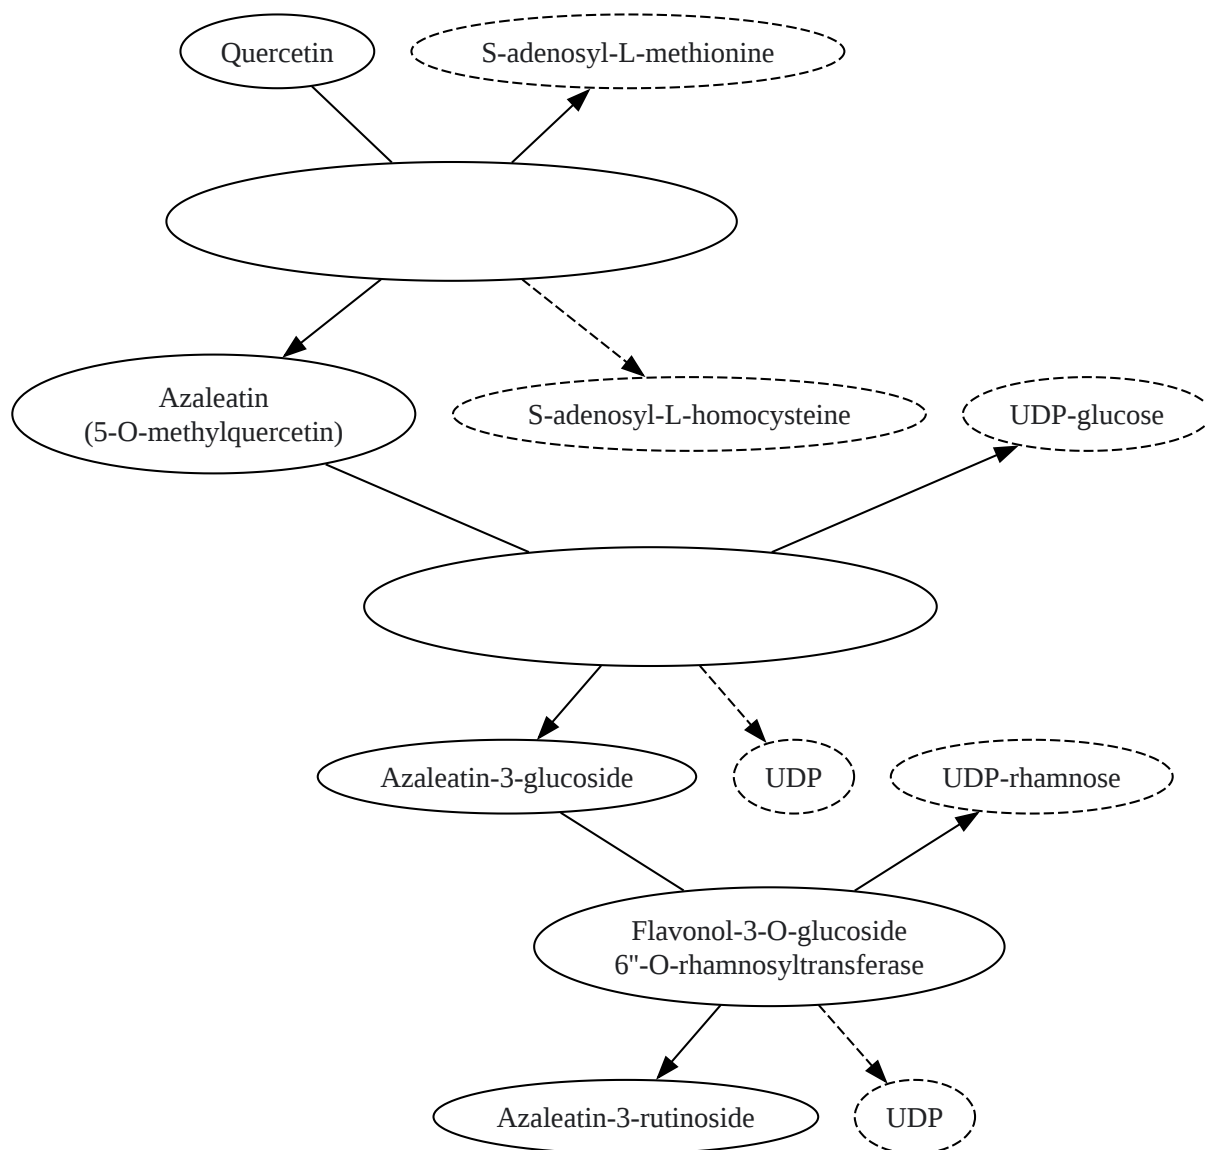 Quercetin
S-adenosyl-L-methionine
Azaleatin
(5-O-methylquercetin)
S-adenosyl-L-homocysteine
UDP-glucose
Azaleatin-3-glucoside
UDP
UDP-rhamnose
Flavonol-3-O-glucoside
6"-O-rhamnosyltransferase
Azaleatin-3-rutinoside
UDP